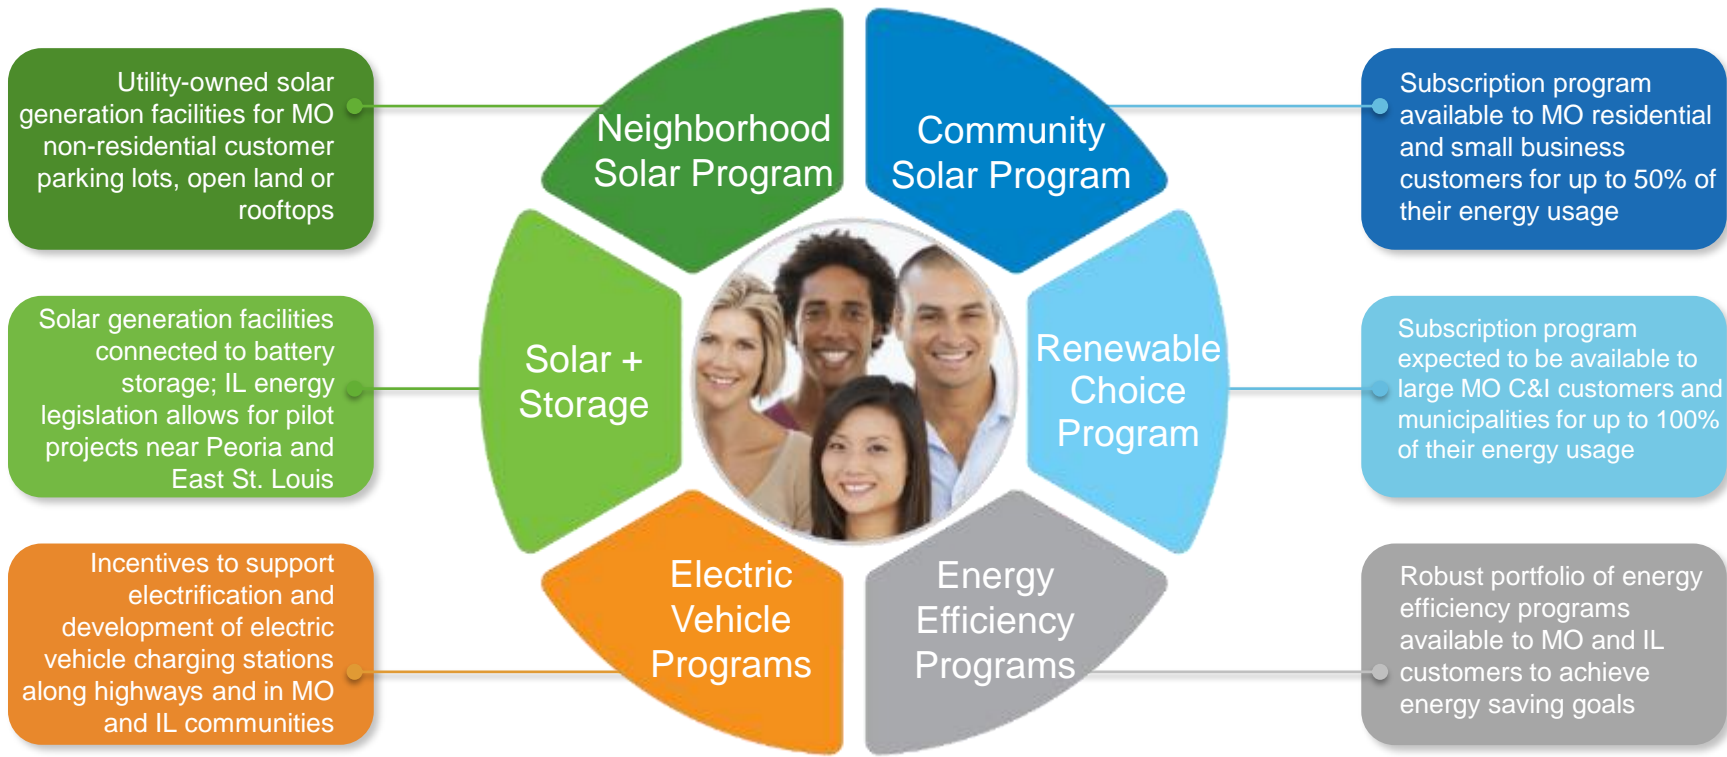 Utility-owned solar
generation facilities for MO
non-residential customer
parking lots, open land or
rooftops
Neighborhood
Solar Program
Community
Solar Program
Subscription program
available to MO residential
and small business
customers for up to 50% of
their energy usage
Solar generation facilities
connected to battery
storage; IL energy
legislation allows for pilot
projects near Peoria and
East St. Louis
Solar +
Storage
Renewable
Choice
Program
Subscription program
expected to be available to
large MO C&I customers and
municipalities for up to 100%
of their energy usage
Incentives to support
electrification and
development of electric
vehicle charging stations
along highways and in MO
and IL communities
Electric
Vehicle
Programs
Energy
Efficiency
Programs
Robust portfolio of energy
efficiency programs
available to MO and IL
customers to achieve
energy saving goals